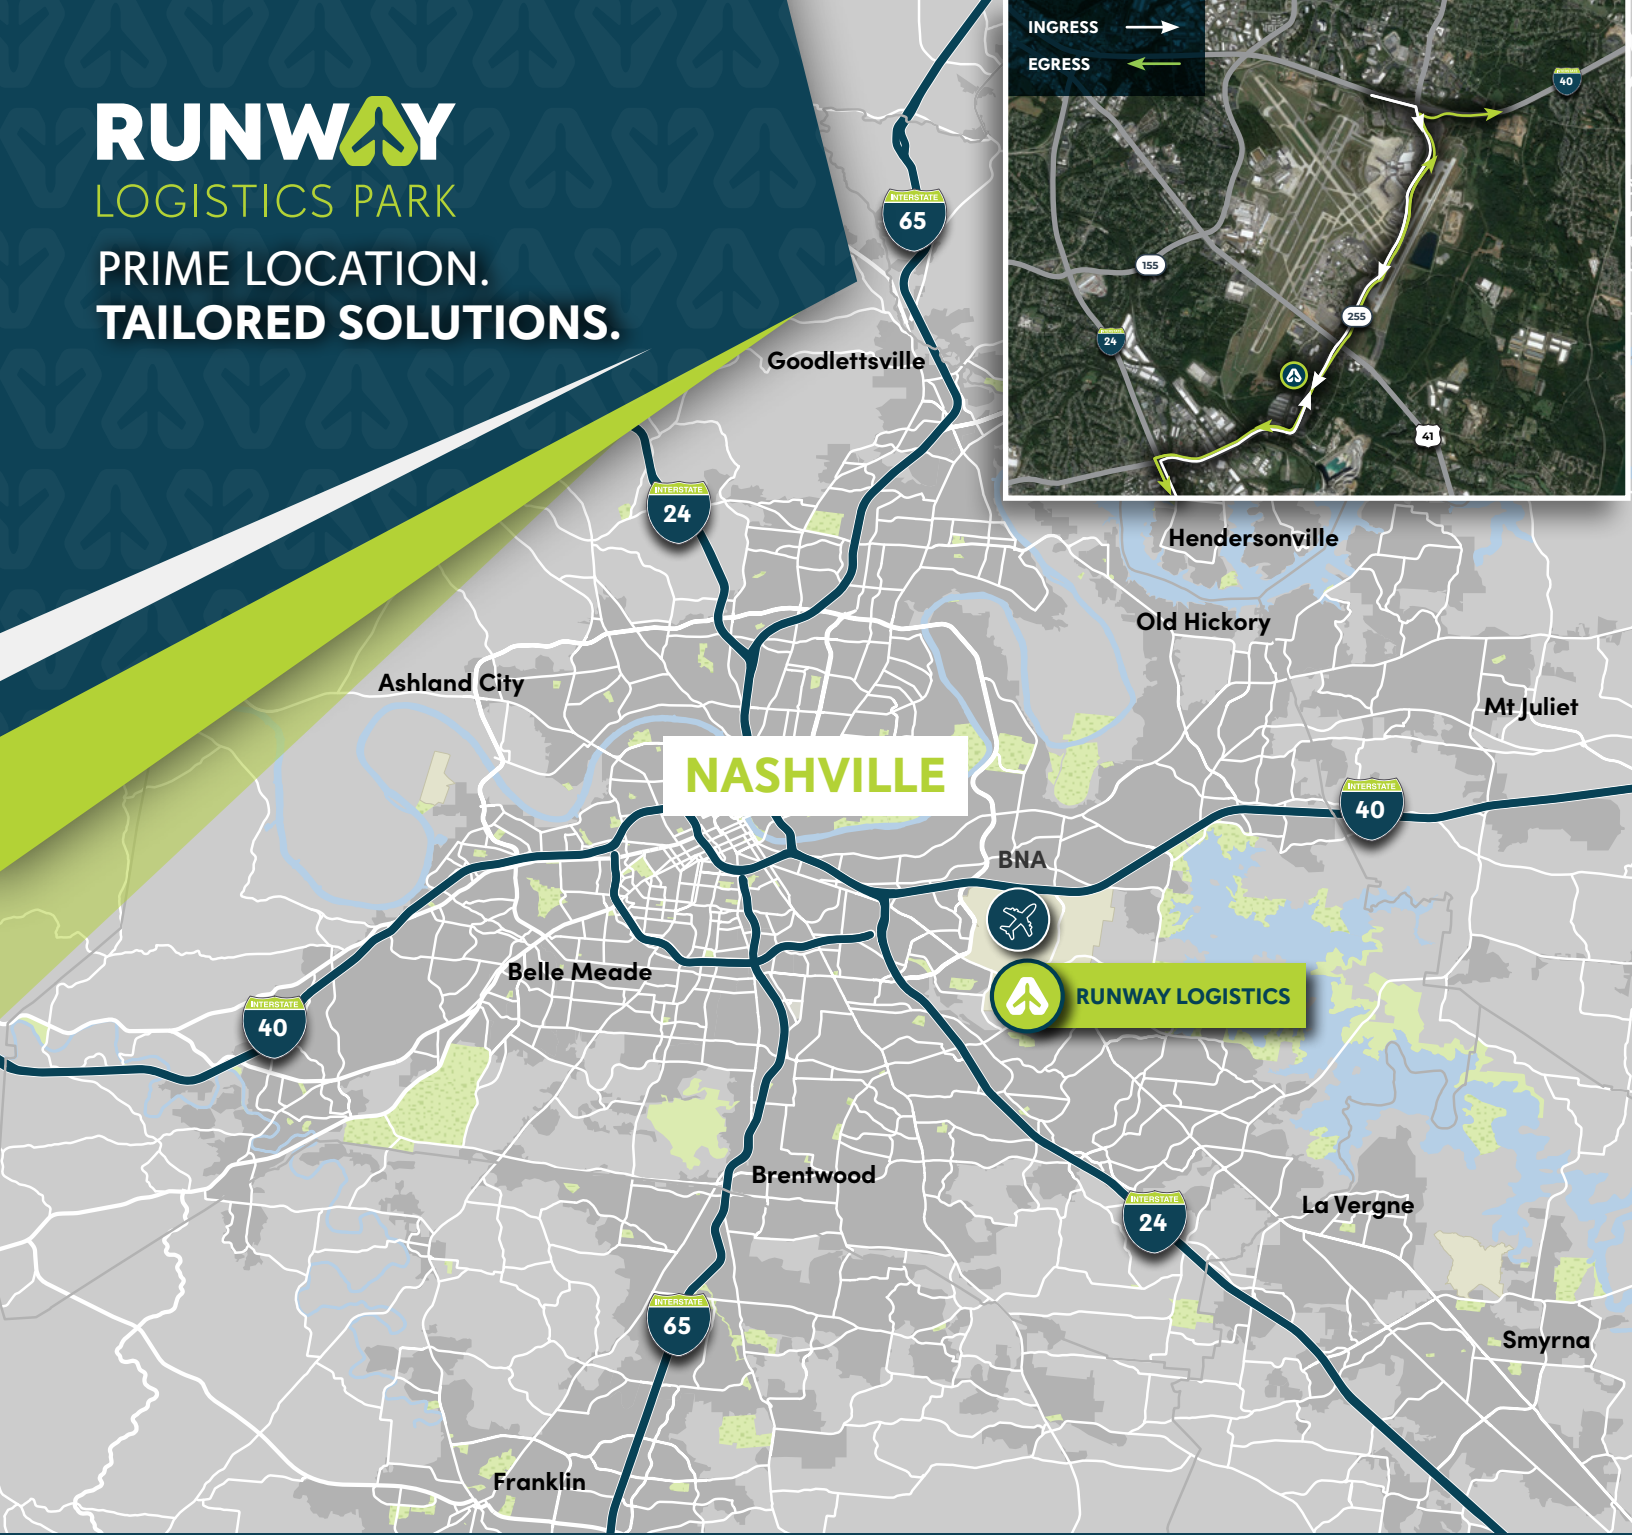 RUNWAY
LOGISTICS PARK
PRIME LOCATION.
TAILORED SOLUTIONS.
INGRESS
EGRESS
40
155
255
24
41
INTERSTATE
65
Goodlettsville
INTERSTATE
24
Hendersonville
Old Hickory
Ashland City
Mt Juliet
NASHVILLE
INTERSTATE
40
BNA
Belle Meade
RUNWAY LOGISTICS
INTERSTATE
40
Brentwood
INTERSTATE
24
La Vergne
INTERSTATE
65
Smyrna
Franklin